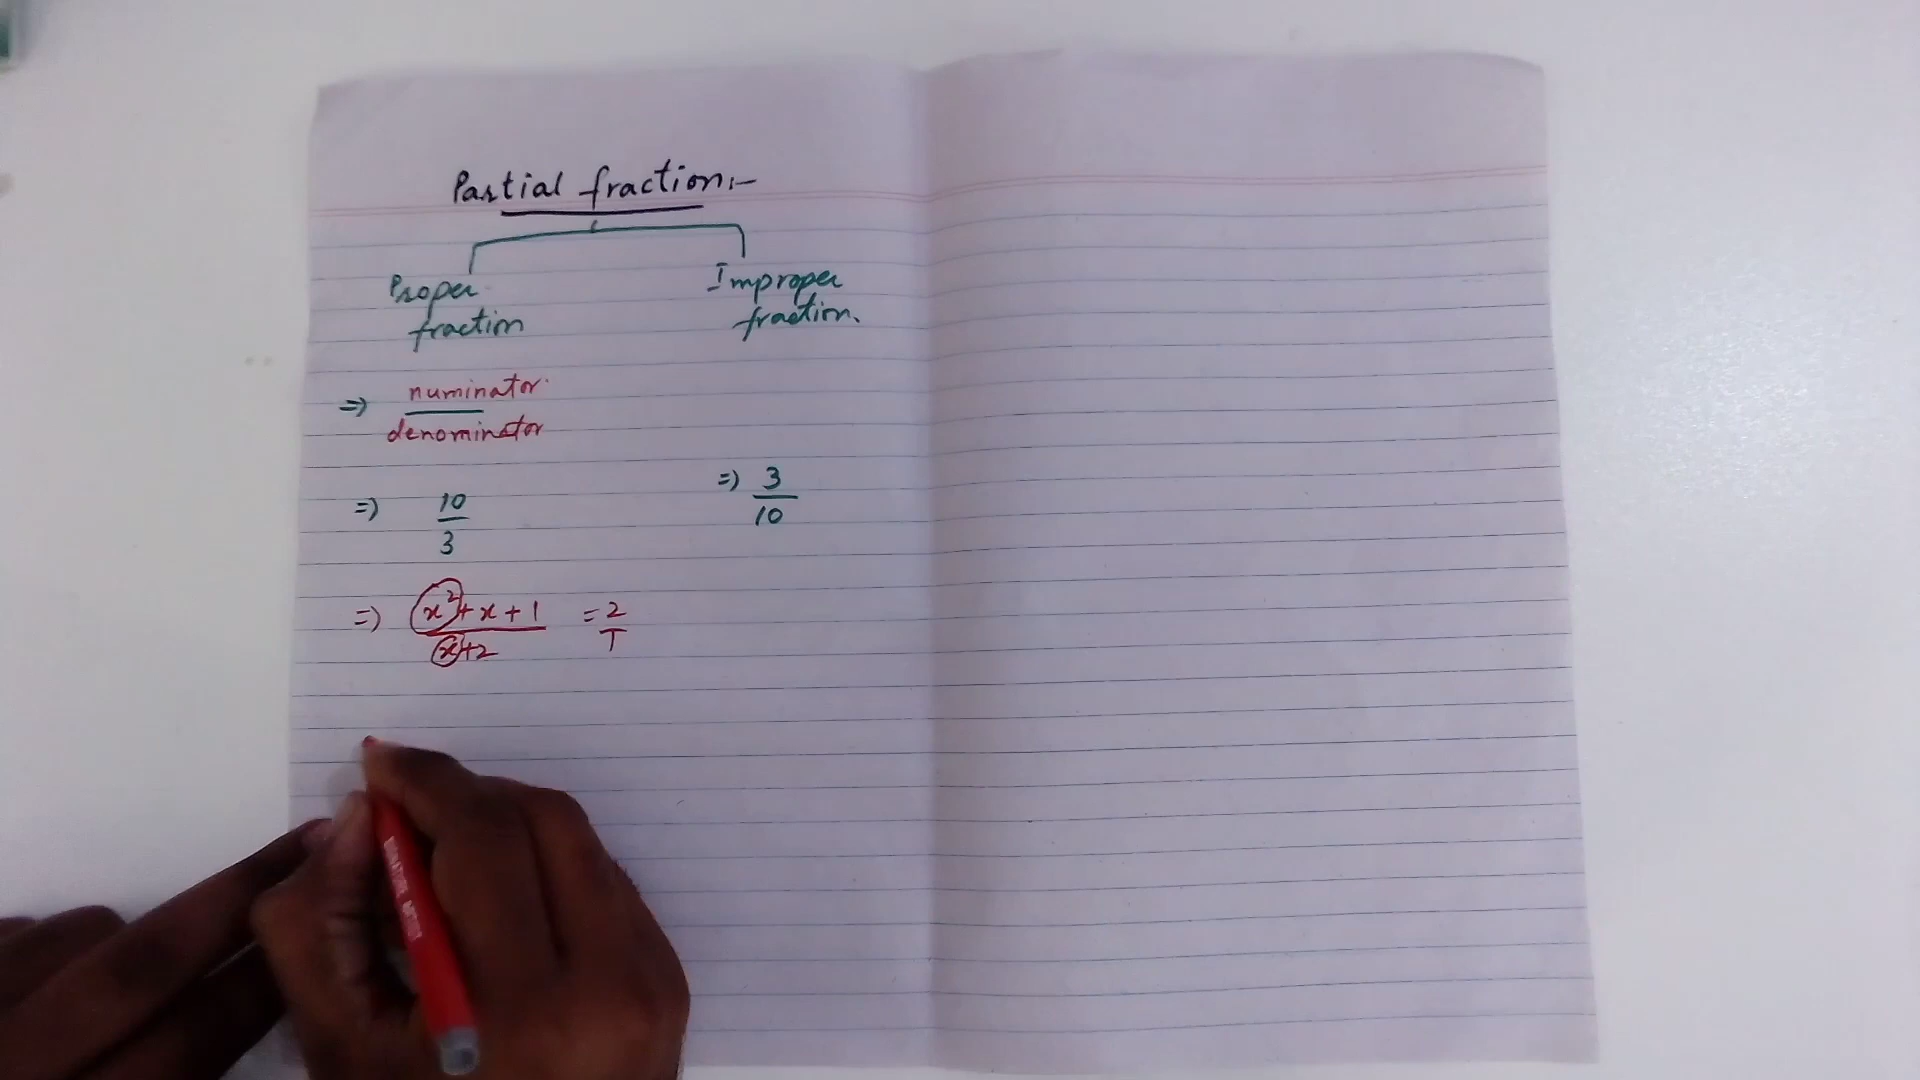 Partial fraction:-
Proper fraction
Improper fraction.
=> numinator
denominator
=> 10/3
=> 3/10
=> x²+x+1 / x+2 = 2/1